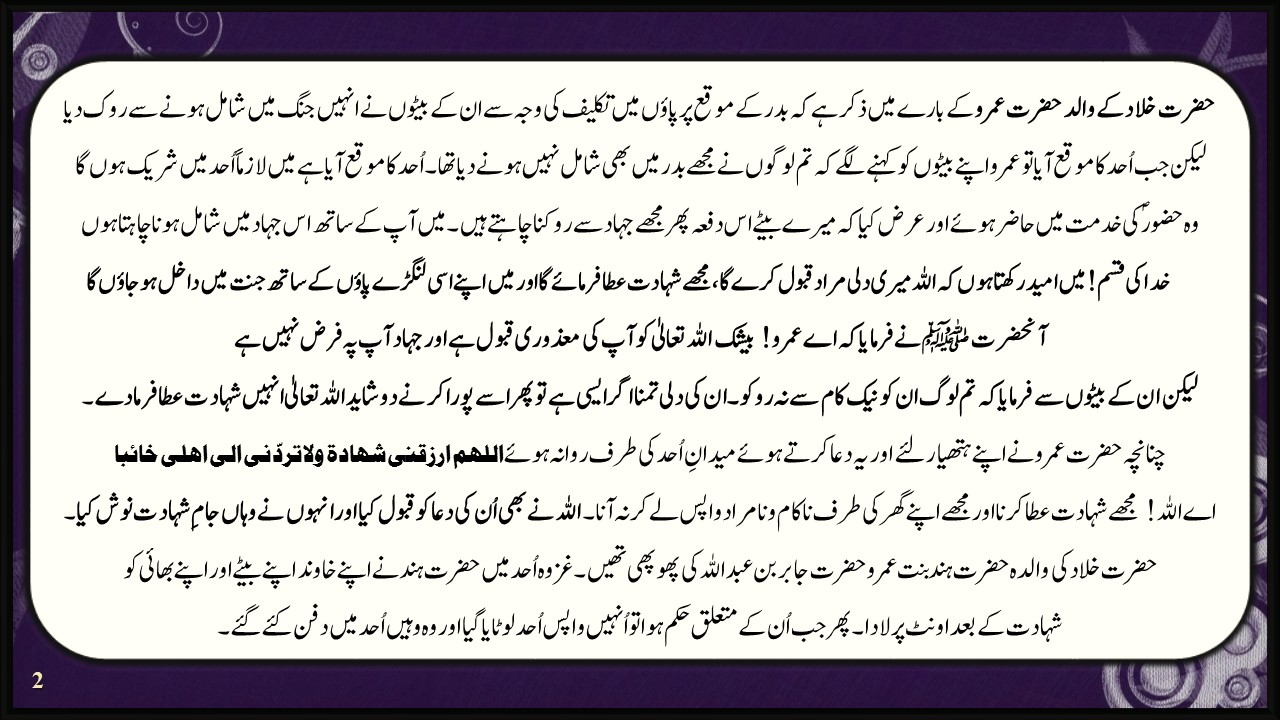 حضرت خلاد کے والد حضرت عمرو کے بارے میں ذکر ہے کہ بدر کے موقع پر پاؤں میں تکلیف کی وجہ سے ان کے بیٹوں نے انہیں جنگ میں شامل ہونے سے روک دیا
لیکن جب اُحد کا موقع آیا تو عمرو اپنے بیٹوں کو کہنے لگے کہ تم لوگوں نے مجھے بدر میں بھی شامل نہیں ہونے دیا تھا۔ اُحد کا موقع آیا ہے میں لازماً اُحد میں شریک ہوں گا
وہ حضورؐ کی خدمت میں حاضر ہوئے اور عرض کیا کہ میرے بیٹے اس دفعہ پھر مجھے جہاد سے روکنا چاہتے ہیں۔ میں آپ کے ساتھ اس جہاد میں شامل ہونا چاہتا ہوں
خدا کی قسم! میں امید رکھتا ہوں کہ اللہ میری دلی مراد قبول کرے گا، مجھے شہادت عطا فرمائے گا اور میں اپنے اسی لنگڑے پاؤں کے ساتھ جنت میں داخل ہو جاؤں گا
آنحضرت ﷺ نے فرمایا کہ اے عمرو! بیشک اللہ تعالیٰ کو آپ کی معذوری قبول ہے اور جہاد آپ پہ فرض نہیں ہے
لیکن ان کے بیٹوں سے فرمایا کہ تم لوگ ان کو نیک کام سے نہ روکو۔ ان کی دلی تمنا اگر ایسی ہے تو پھر اسے پورا کرنے دو شاید اللہ تعالیٰ انہیں شہادت عطا فرما دے۔
چنانچہ حضرت عمرو نے اپنے ہتھیار لئے اور یہ دعا کرتے ہوئے میدانِ اُحد کی طرف روانہ ہوئے اللهم ارزقنی شهادة ولا تردّنی الی اهلی خائبا
اے اللہ! مجھے شہادت عطا کرنا اور مجھے اپنے گھر کی طرف ناکام و نامراد واپس لے کر نہ آنا۔ اللہ نے بھی اُن کی دعا کو قبول کیا اور انہوں نے وہاں جامِ شہادت نوش کیا۔
حضرت خلاد کی والدہ حضرت ہند بنت عمرو حضرت جابر بن عبد اللہ کی پھوپھی تھیں۔ غزوہ اُحد میں حضرت ہند نے اپنے خاوند اپنے بیٹے اور اپنے بھائی کو
شہادت کے بعد اونٹ پر لادا۔ پھر جب اُن کے متعلق حکم ہوا تو اُنہیں واپس اُحد لوٹایا گیا اور وہ وہیں اُحد میں دفن کئے گئے۔
2